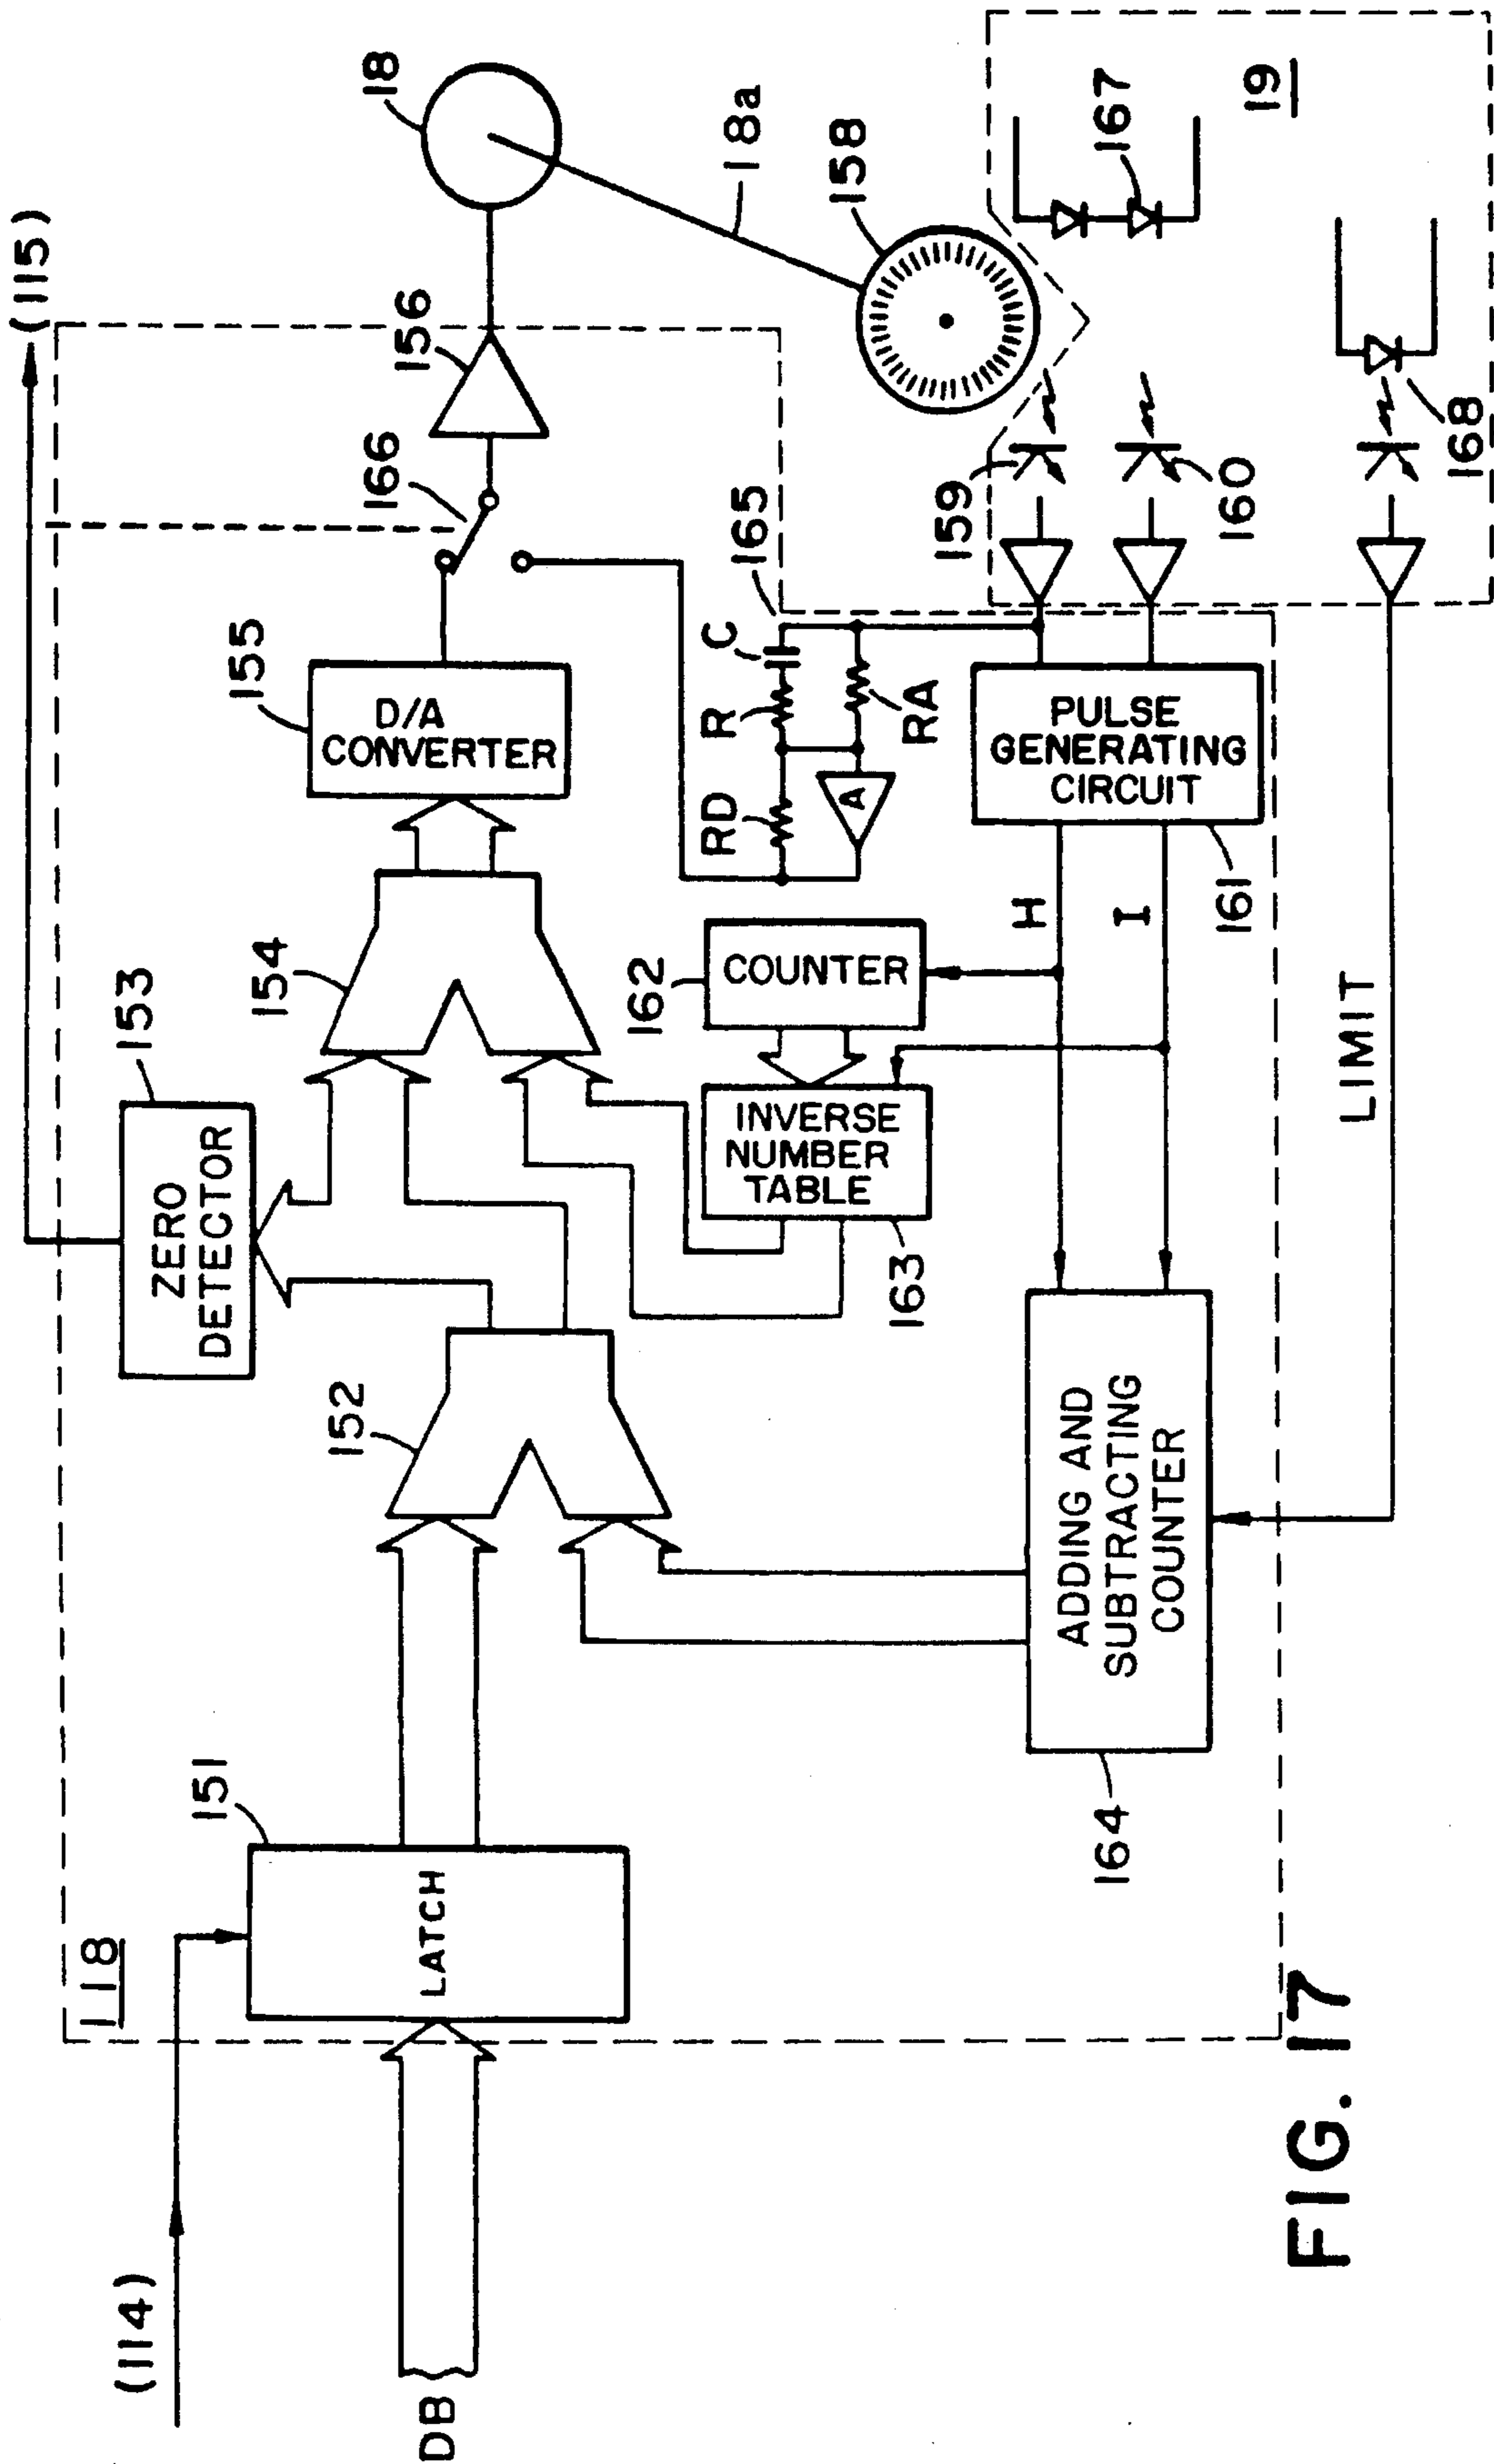 (114)
DB
118
LATCH
151
152
ZERO
DETECTOR
153
(115)
154
D/A
CONVERTER
155
166
156
18
18a
158
COUNTER
162
INVERSE
NUMBER
TABLE
163
RD
R
C
RA
A
165
ADDING AND
SUBTRACTING
COUNTER
164
H
I
PULSE
GENERATING
CIRCUIT
161
159
160
167
19
168
LIMIT
FIG. 17